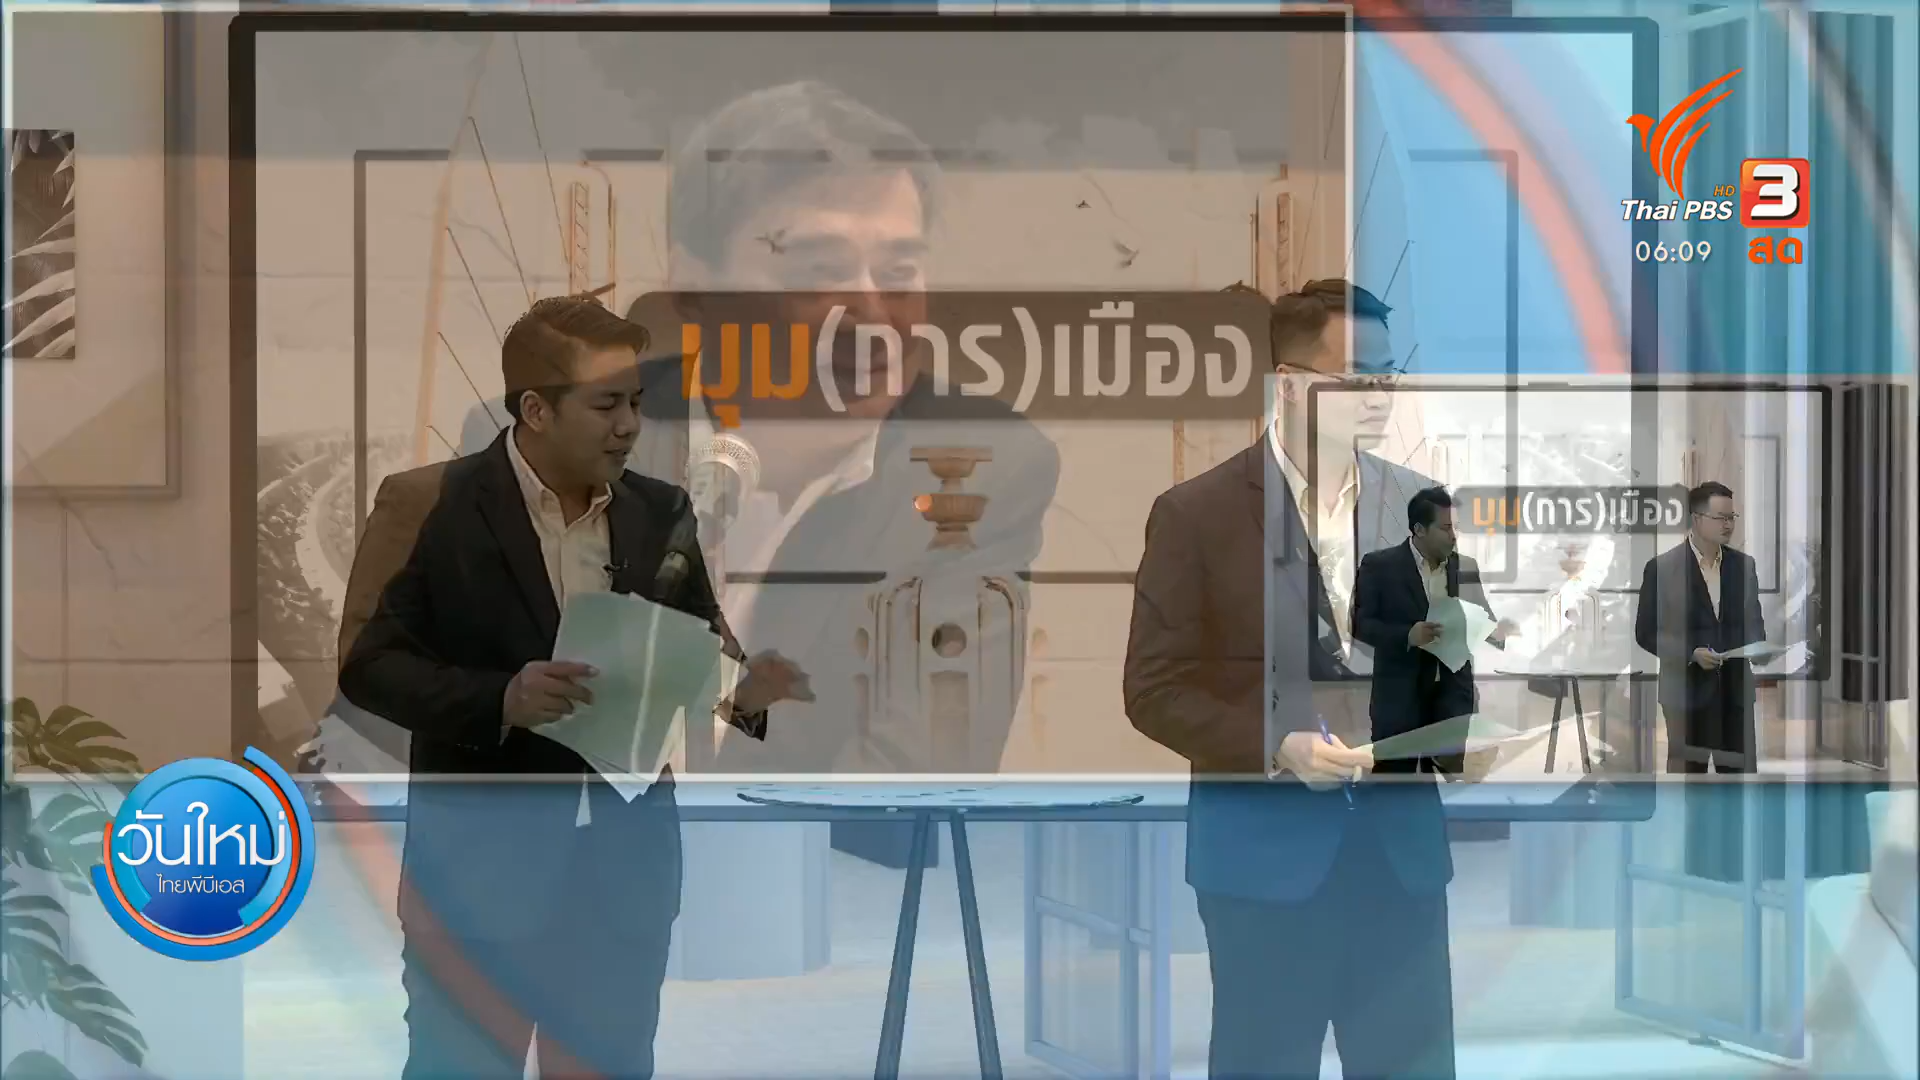 มุม(การ)เมือง
HD
Thai PBS 3
06:09 สด
มุม(การ)เมือง
วันใหม่
ไทยพีบีเอส